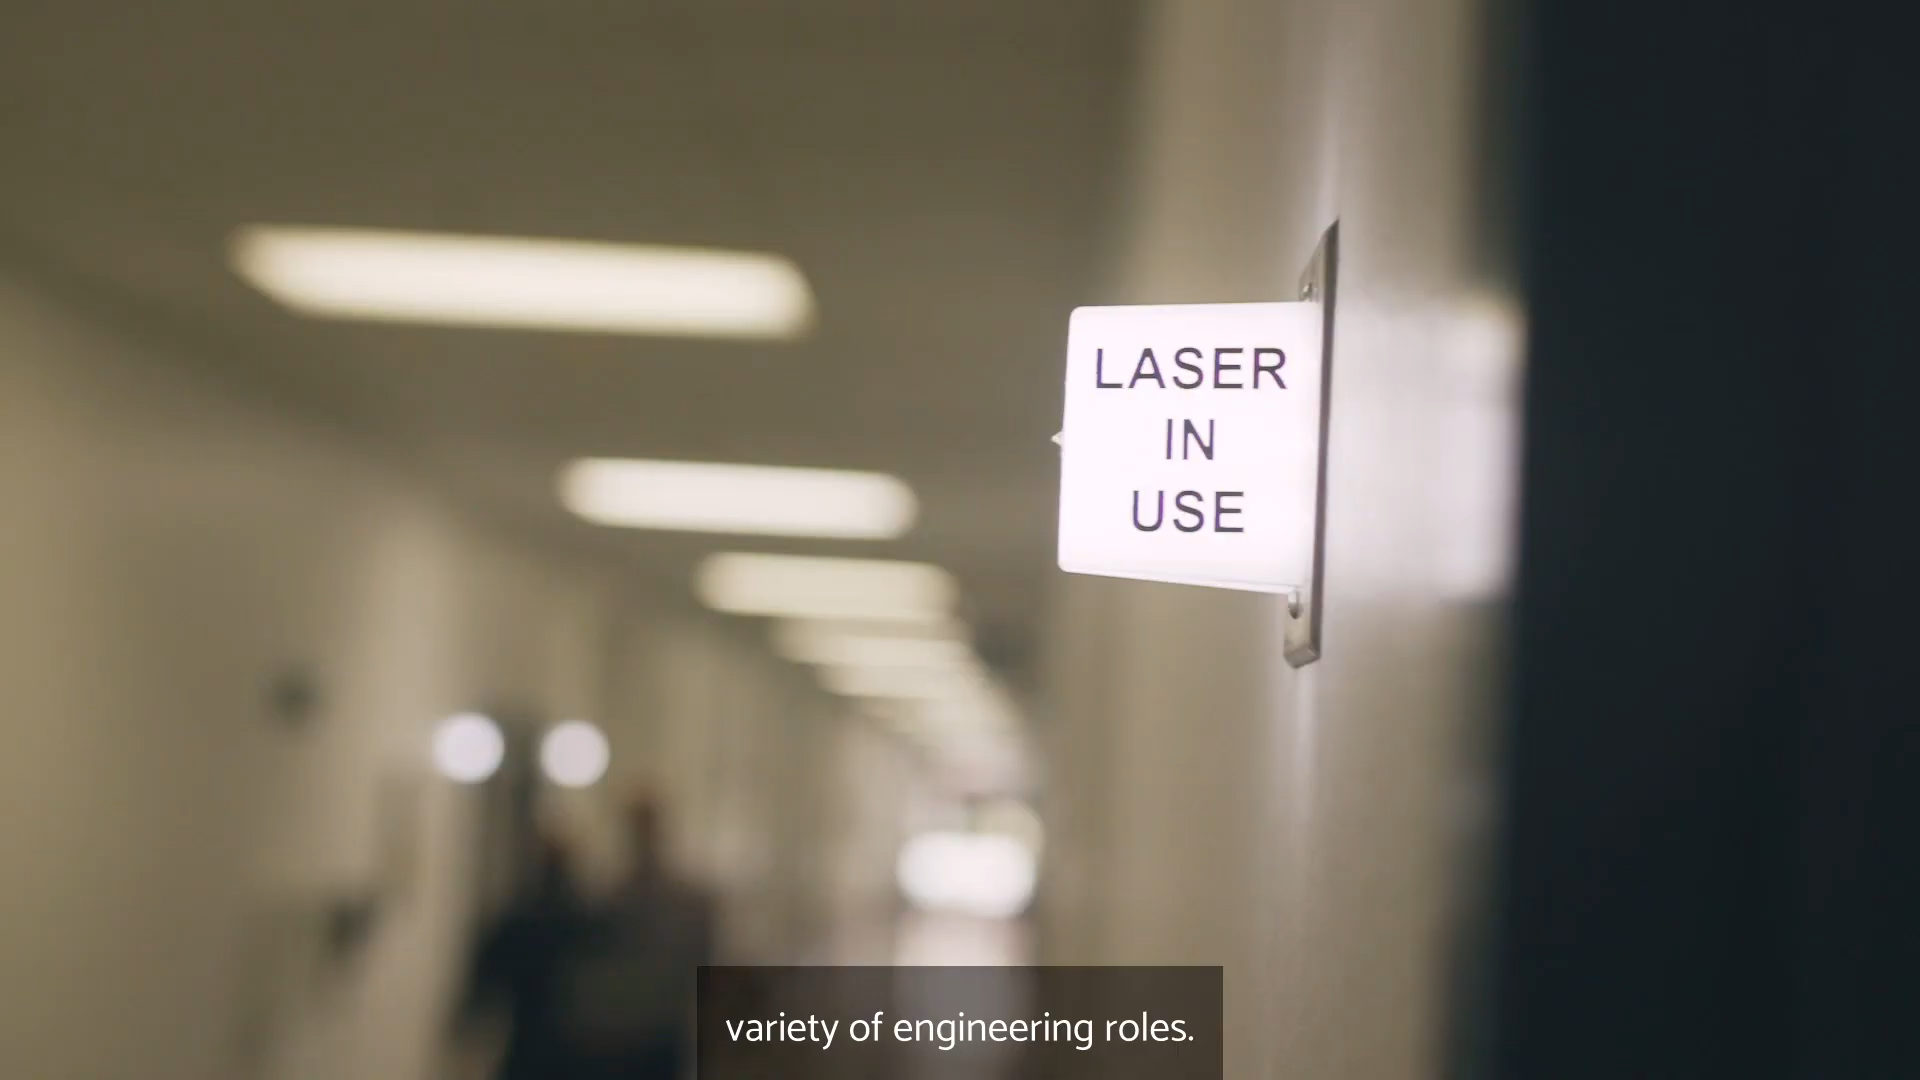 LASER
IN
USE
variety of engineering roles.